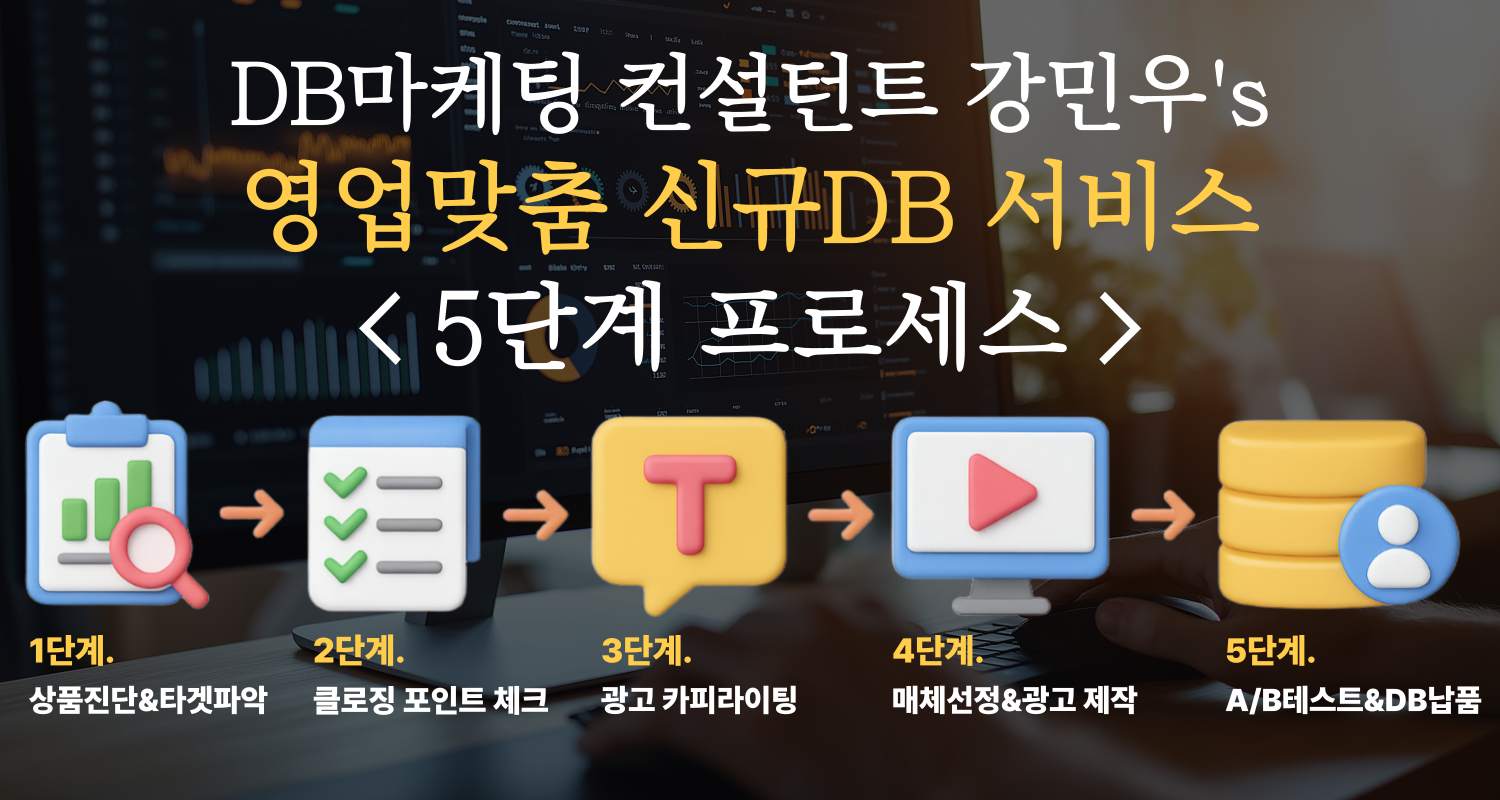 DB마케팅 컨설턴트 강민우's
영업맞춤 신규DB 서비스
< 5단계 프로세스 >
T
1단계.
상품진단&타겟파악
2단계.
클로징 포인트 체크
3단계.
광고 카피라이팅
4단계.
매체선정&광고 제작
5단계.
A/B테스트&DB납품